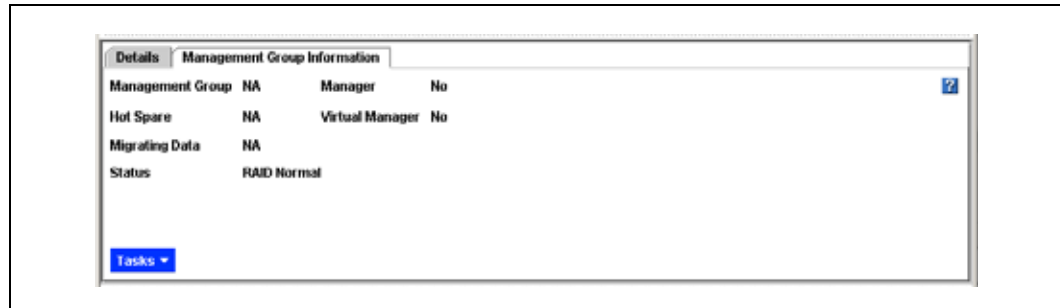 Details Management Group Information
Management Group NA Manager No ?
Hot Spare NA Virtual Manager No
Migrating Data NA
Status RAID Normal
Tasks